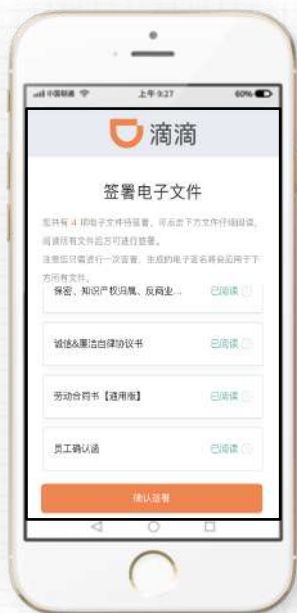 中国联通 上午9:27 60%
滴滴
签署电子文件
您共有 4 项电子文件待签署，可点击下方文件仔细阅读，
阅读所有文件后方可进行签署。
注意您只需进行一次签署，生成的电子签名将会应用于下
方所有文件。
保密、知识产权归属、反商业... 已阅读
诚信&廉洁自律协议书 已阅读
劳动合同书【通用版】 已阅读
员工确认函 已阅读
确认签署